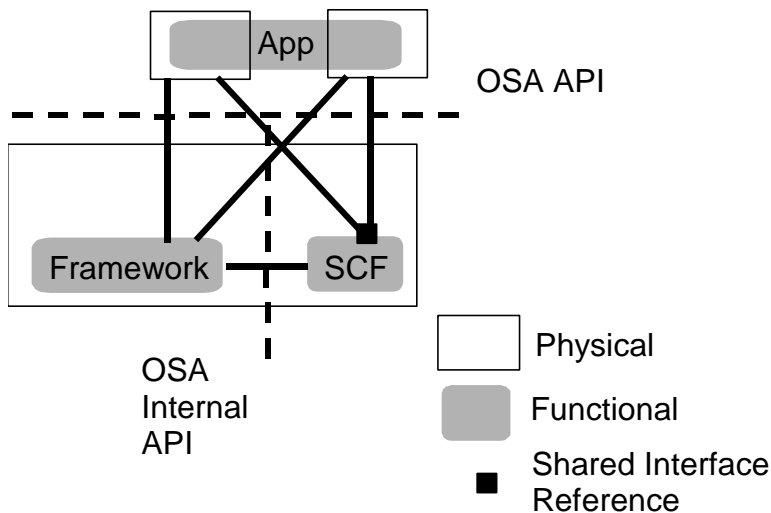 App
OSA API
Framework
SCF
OSA
Internal
API
Physical
Functional
Shared Interface
Reference